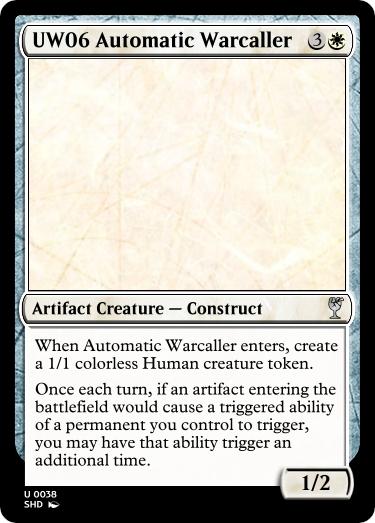 UW06 Automatic Warcaller 3
Artifact Creature — Construct
When Automatic Warcaller enters, create
a 1/1 colorless Human creature token.
Once each turn, if an artifact entering the
battlefield would cause a triggered ability
of a permanent you control to trigger,
you may have that ability trigger an
additional time.
1/2
U 0038
SHD